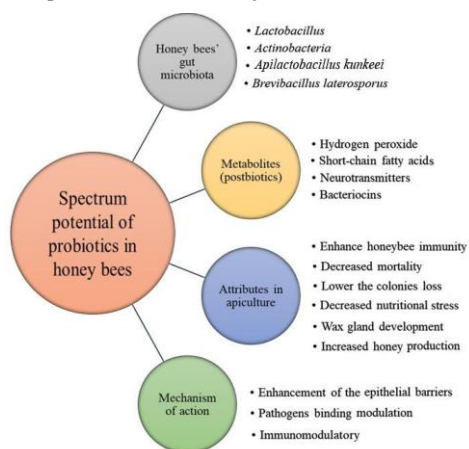 Honey bees'
gut
microbiota
• Lactobacillus
• Actinobacteria
• Apilactobacillus kunkeei
• Brevibacillus laterosporus
Spectrum
potential of
probiotics in
honey bees
Metabolites
(postbiotics)
• Hydrogen peroxide
• Short-chain fatty acids
• Neurotransmitters
• Bacteriocins
Attributes in
apiculture
• Enhance honeybee immunity
• Decreased mortality
• Lower the colonies loss
• Decreased nutritional stress
• Wax gland development
• Increased honey production
Mechanism
of action
• Enhancement of the epithelial barriers
• Pathogens binding modulation
• Immunomodulatory